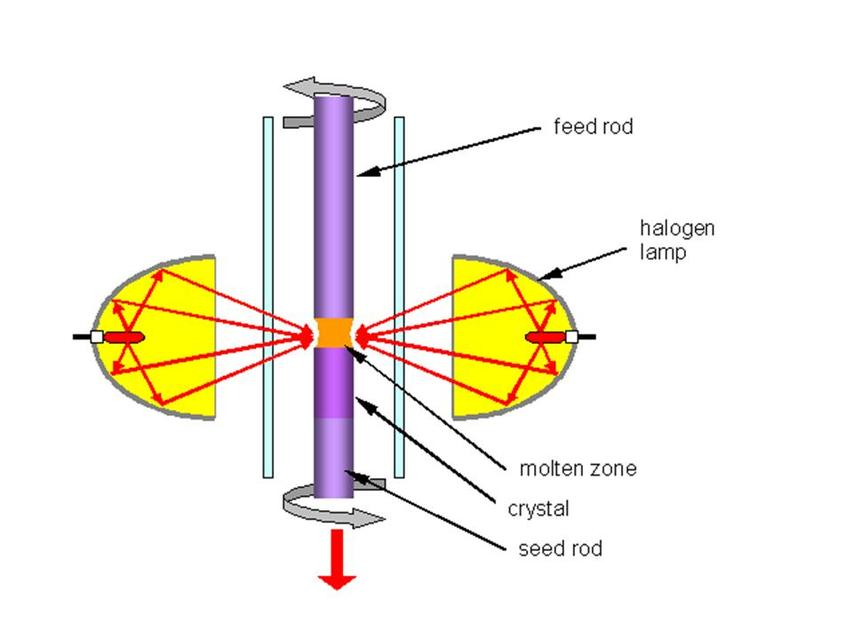 feed rod
halogen
lamp
molten zone
crystal
seed rod